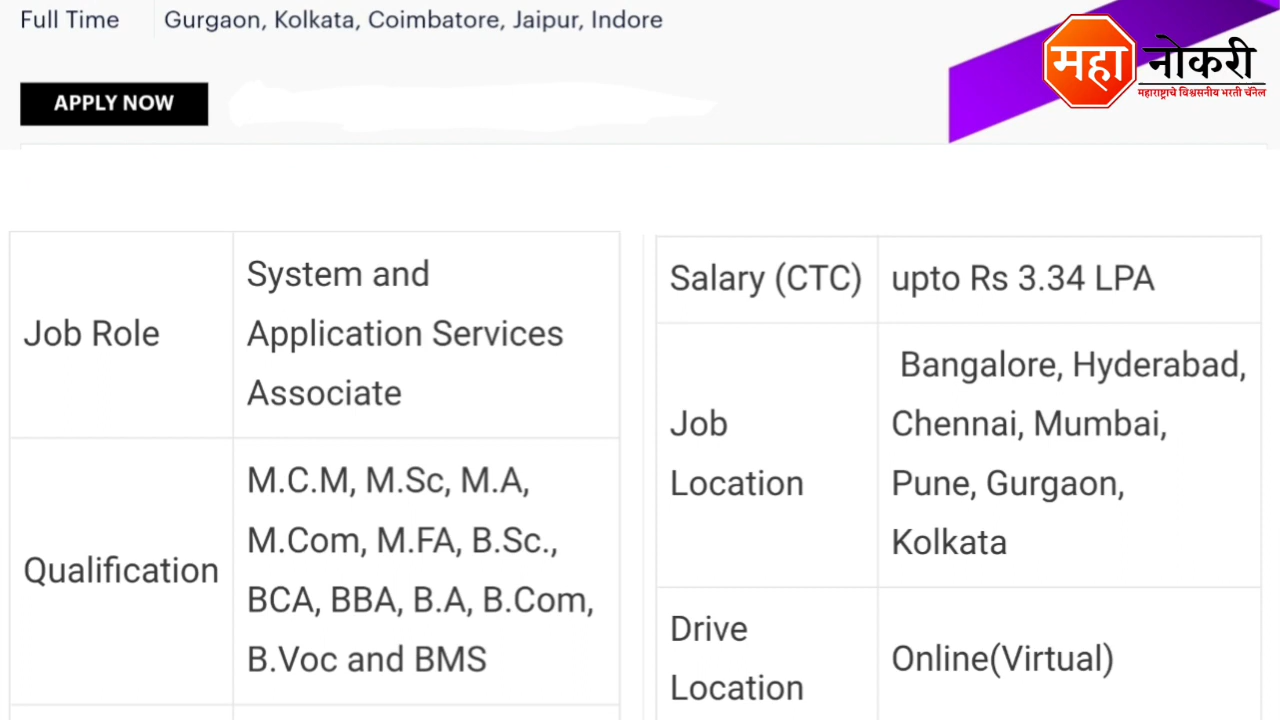 Full Time
Gurgaon, Kolkata, Coimbatore, Jaipur, Indore
महा नोकरी
महाराष्ट्राचे विश्वसनीय भरती चॅनेल
APPLY NOW
Job Role
System and
Application Services
Associate
Qualification
M.C.M, M.Sc, M.A,
M.Com, M.FA, B.Sc.,
BCA, BBA, B.A, B.Com,
B.Voc and BMS
Salary (CTC)
upto Rs 3.34 LPA
Job
Location
Bangalore, Hyderabad,
Chennai, Mumbai,
Pune, Gurgaon,
Kolkata
Drive
Location
Online(Virtual)